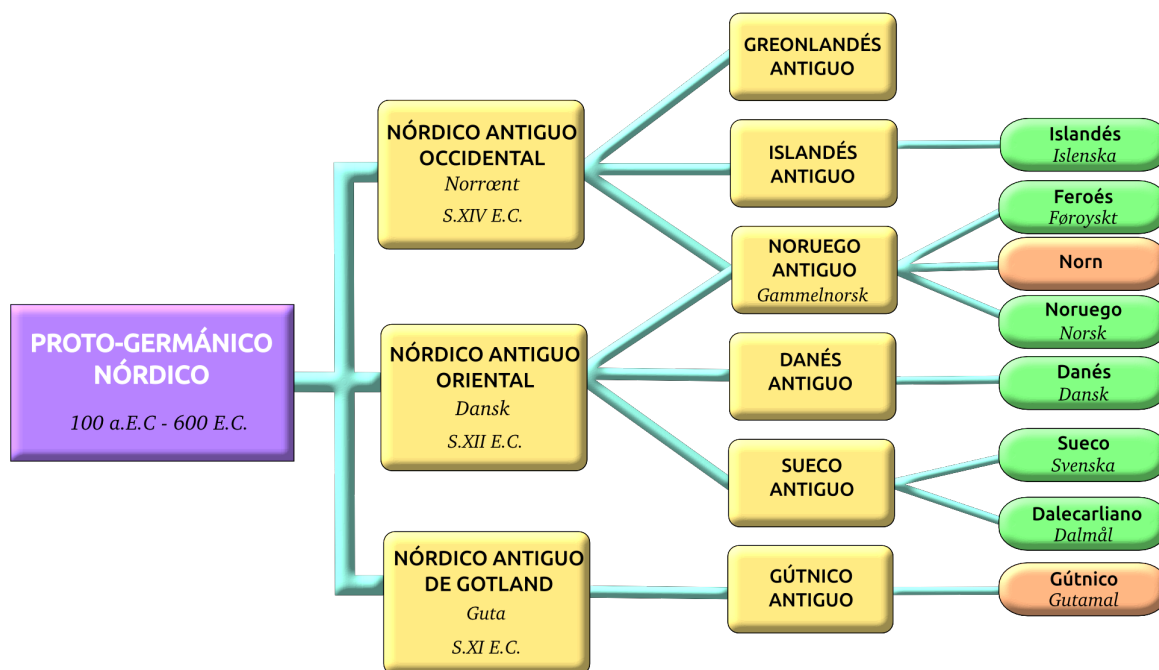 PROTO-GERMÁNICO
NÓRDICO
100 a.E.C - 600 E.C.
NÓRDICO ANTIGUO
OCCIDENTAL
Norrœnt
S.XIV E.C.
NÓRDICO ANTIGUO
ORIENTAL
Dansk
S.XII E.C.
NÓRDICO ANTIGUO
DE GOTLAND
Guta
S.XI E.C.
GREONLANDÉS
ANTIGUO
ISLANDÉS
ANTIGUO
NORUEGO
ANTIGUO
Gammelnorsk
DANÉS
ANTIGUO
SUECO
ANTIGUO
GÚTNICO
ANTIGUO
Islandés
Islenska
Feroés
Føroyskt
Norn
Noruego
Norsk
Danés
Dansk
Sueco
Svenska
Dalecarliano
Dalmål
Gútnico
Gutamal